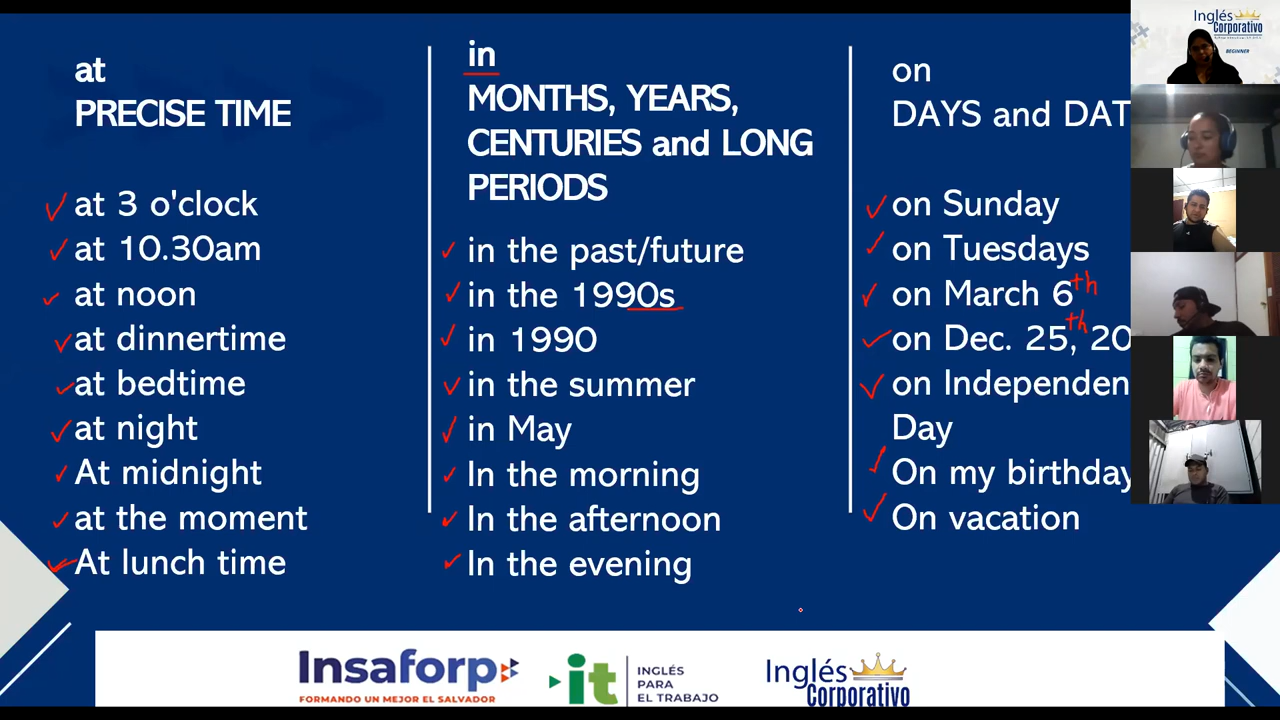 at
PRECISE TIME
at 3 o'clock
at 10.30am
at noon
at dinnertime
at bedtime
at night
At midnight
at the moment
At lunch time
in
MONTHS, YEARS,
CENTURIES and LONG
PERIODS
in the past/future
in the 1990s
in 1990
in the summer
in May
In the morning
In the afternoon
In the evening
on
DAYS and DAT
on Sunday
on Tuesdays
on March 6th
on Dec. 25th, 20
on Independen
Day
On my birthday
On vacation
Inglés
Corporativo
BEGINNER
Insaforp
FORMANDO UN MEJOR EL SALVADOR
it
INGLÉS
PARA
EL TRABAJO
Inglés
Corporativo